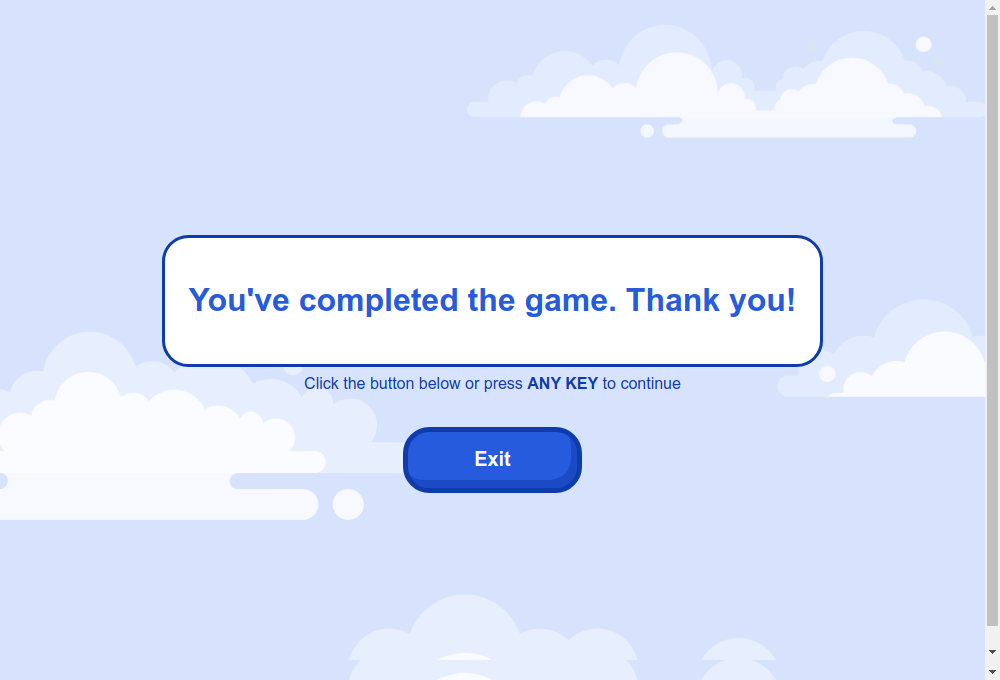 You've completed the game. Thank you!
Click the button below or press ANY KEY to continue
Exit